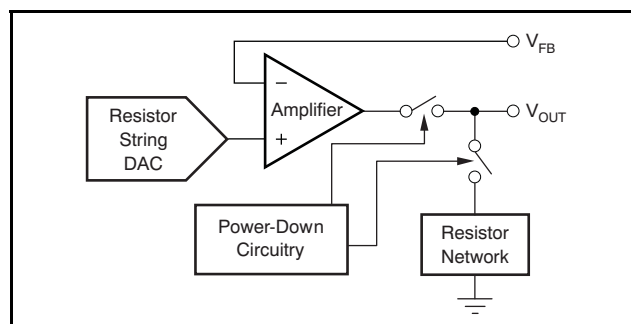 V_FB
−
Amplifier
+
Resistor
String
DAC
V_OUT
Power-Down
Circuitry
Resistor
Network